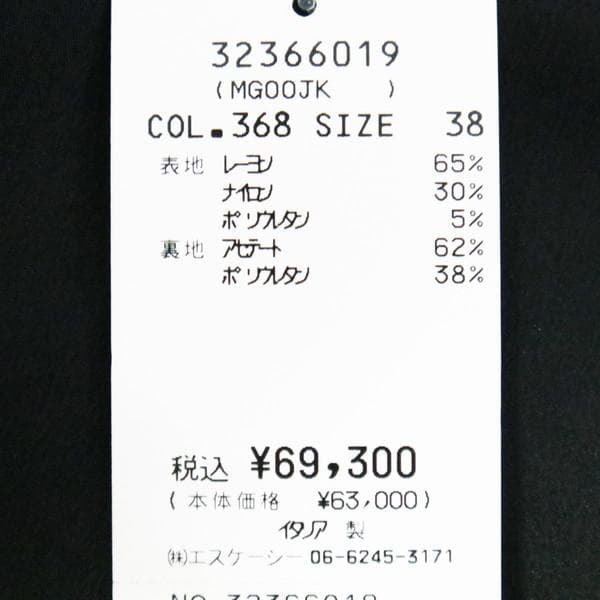 32366019
(MG00JK    )
COL.368 SIZE 38
表地 レーヨン 65%
ナイロン 30%
ポリウレタン 5%
裏地 アセテート 62%
ポリウレタン 38%
税込 ¥69,300
(本体価格 ¥63,000)
イタリア 製
㈱エスケーシー 06-6245-3171
NO.32366019